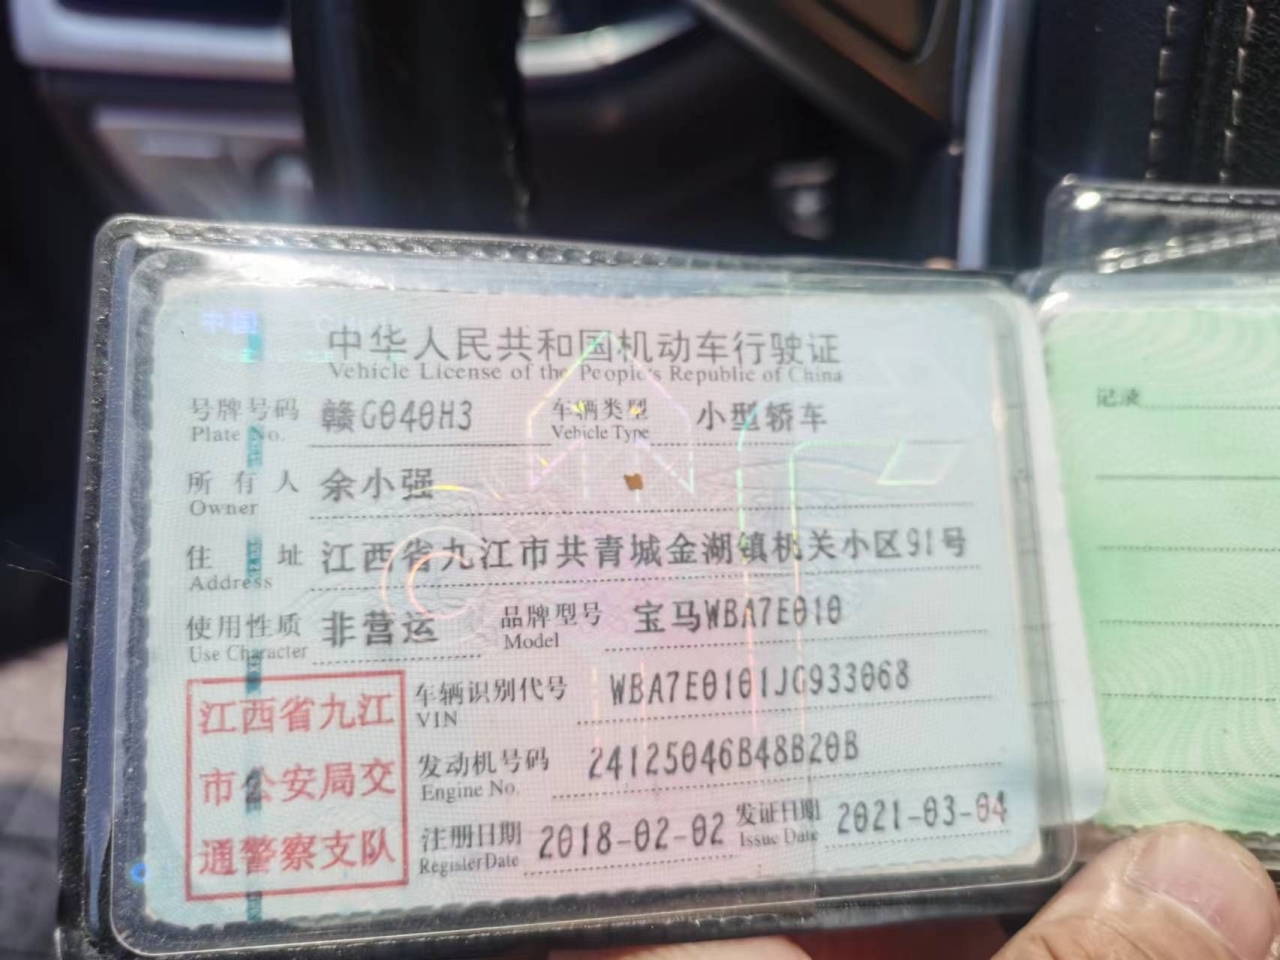 中国
中华人民共和国机动车行驶证
Vehicle License of the People's Republic of China
号牌号码 赣G040H3 车辆类型 小型轿车
Plate No. Vehicle Type
所有人 余小强
Owner
住址 江西省九江市共青城金湖镇机关小区91号
Address
使用性质 非营运 品牌型号 宝马WBA7E010
Use Character Model
江西省九江
市公安局交
通警察支队
车辆识别代号 WBA7E0101JG933068
VIN
发动机号码 24125046B48B20B
Engine No.
注册日期 2018-02-02 发证日期 2021-03-04
Register Date Issue Date
记录